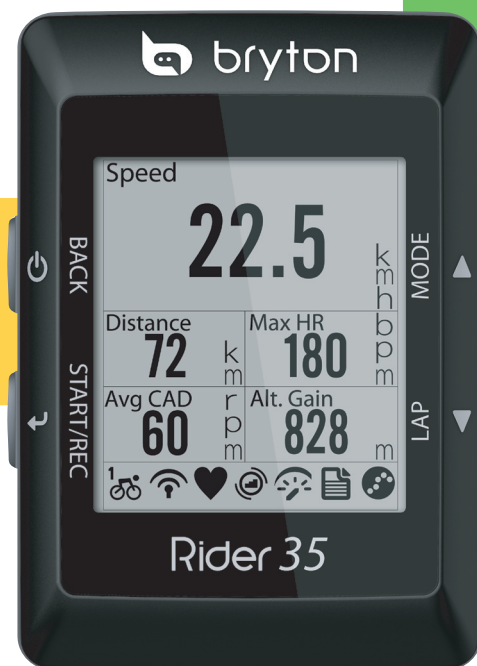 bryton
Speed
22.5 kmh
Distance
72 km
Max HR
180 bpm
Avg CAD
60 rpm
Alt. Gain
828 m
1
BACK
START/REC
MODE
LAP
Rider 35